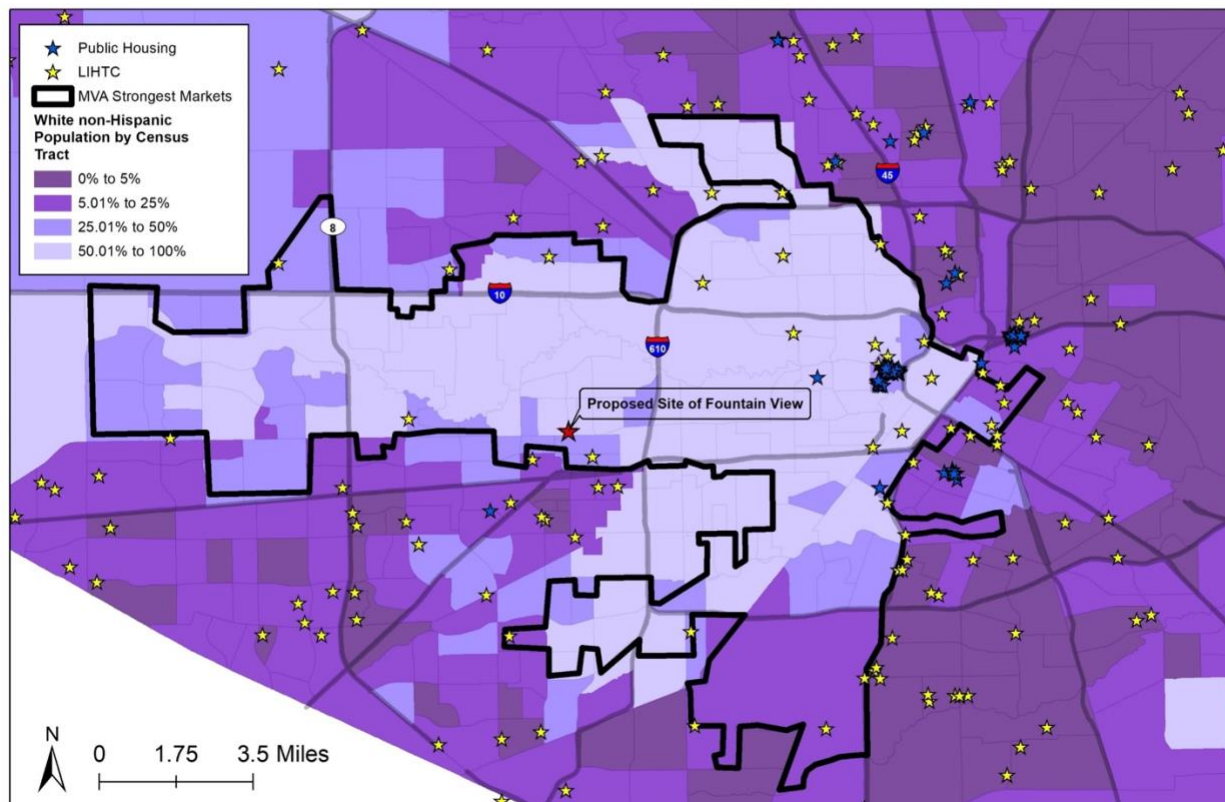 Public Housing
LIHTC
MVA Strongest Markets
White non-Hispanic
Population by Census
Tract
0% to 5%
5.01% to 25%
25.01% to 50%
50.01% to 100%
45
8
10
610
Proposed Site of Fountain View
N
0 1.75 3.5 Miles